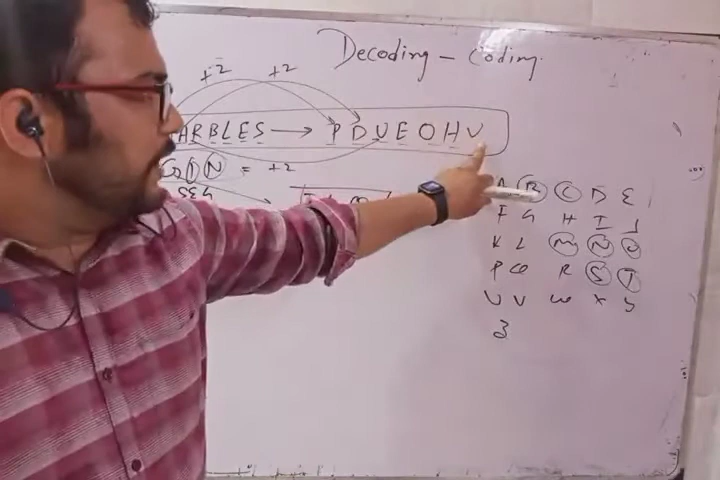 Decoding - Coding
+2 +2
ARBLES → PDUEOHV
= +2
A B C D E
F G H I J
K L M N O
P Q R S T
U V W X Y
Z